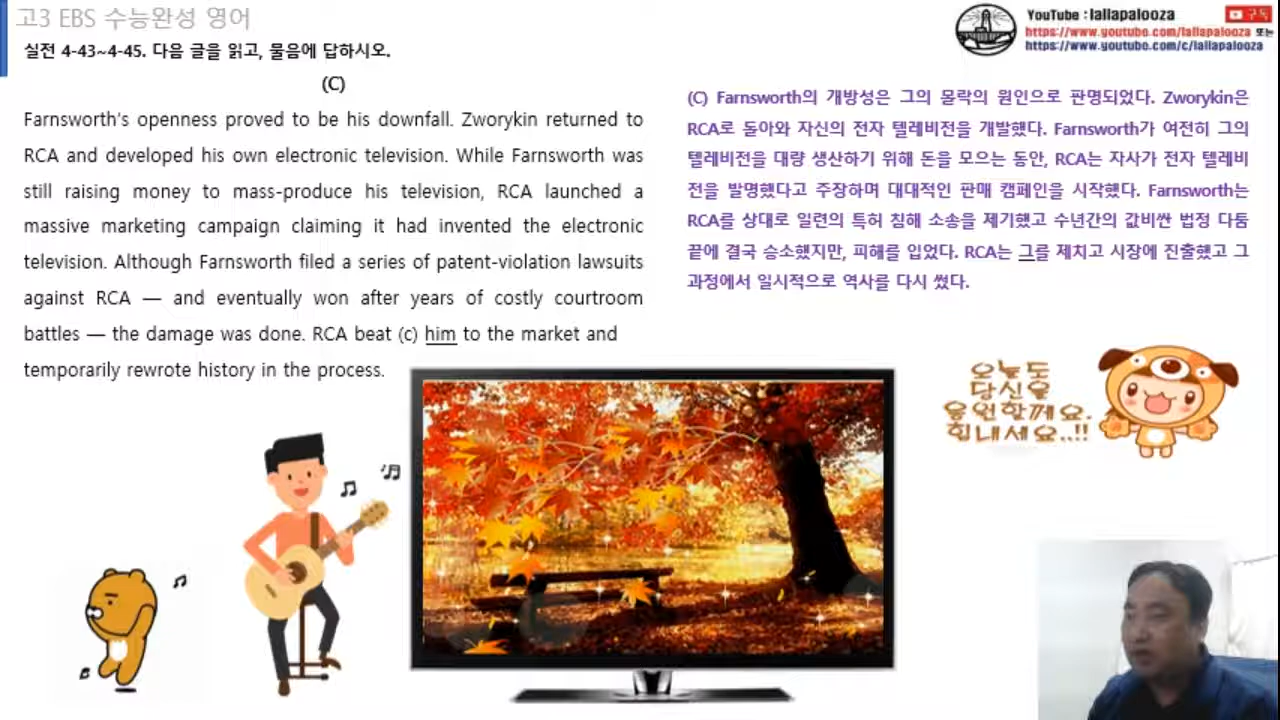 고3 EBS 수능완성 영어
실전 4-43~4-45. 다음 글을 읽고, 물음에 답하시오.
YouTube : lallapalooza
구독
https://www.youtube.com/lallapalooza 또는
https://www.youtube.com/c/lallapalooza
(C)
Farnsworth's openness proved to be his downfall. Zworykin returned to
RCA and developed his own electronic television. While Farnsworth was
still raising money to mass-produce his television, RCA launched a
massive marketing campaign claiming it had invented the electronic
television. Although Farnsworth filed a series of patent-violation lawsuits
against RCA — and eventually won after years of costly courtroom
battles — the damage was done. RCA beat (c) him to the market and
temporarily rewrote history in the process.
(C) Farnsworth의 개방성은 그의 몰락의 원인으로 판명되었다. Zworykin은
RCA로 돌아와 자신의 전자 텔레비전을 개발했다. Farnsworth가 여전히 그의
텔레비전을 대량 생산하기 위해 돈을 모으는 동안, RCA는 자사가 전자 텔레비
전을 발명했다고 주장하며 대대적인 판매 캠페인을 시작했다. Farnsworth는
RCA를 상대로 일련의 특허 침해 소송을 제기했고 수년간의 값비싼 법정 다툼
끝에 결국 승소했지만, 피해를 입었다. RCA는 그를 제치고 시장에 진출했고 그
과정에서 일시적으로 역사를 다시 썼다.
오늘도
당신을
응원할께요.
힘내세요..!!